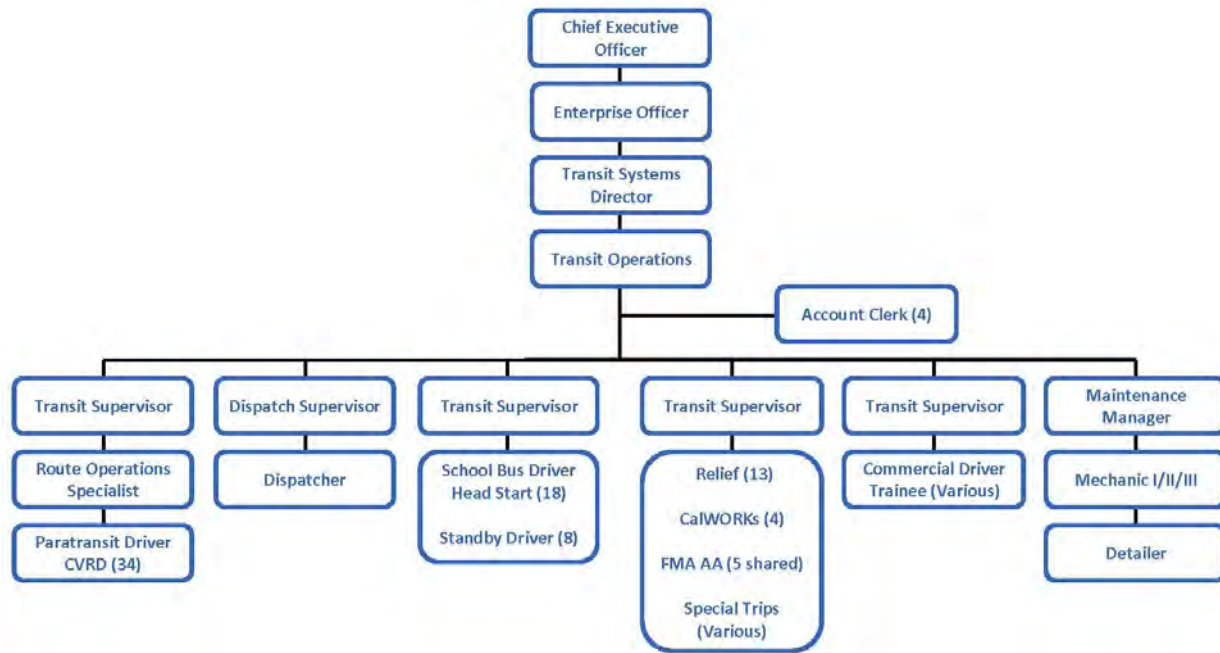 Chief Executive
Officer
Enterprise Officer
Transit Systems
Director
Transit Operations
Account Clerk (4)
Transit Supervisor
Dispatch Supervisor
Transit Supervisor
Transit Supervisor
Transit Supervisor
Maintenance
Manager
Route Operations
Specialist
Dispatcher
School Bus Driver
Head Start (18)
Standby Driver (8)
Relief (13)
CalWORKs (4)
FMA AA (5 shared)
Special Trips
(Various)
Commercial Driver
Trainee (Various)
Mechanic I/II/III
Paratransit Driver
CVRD (34)
Detailer